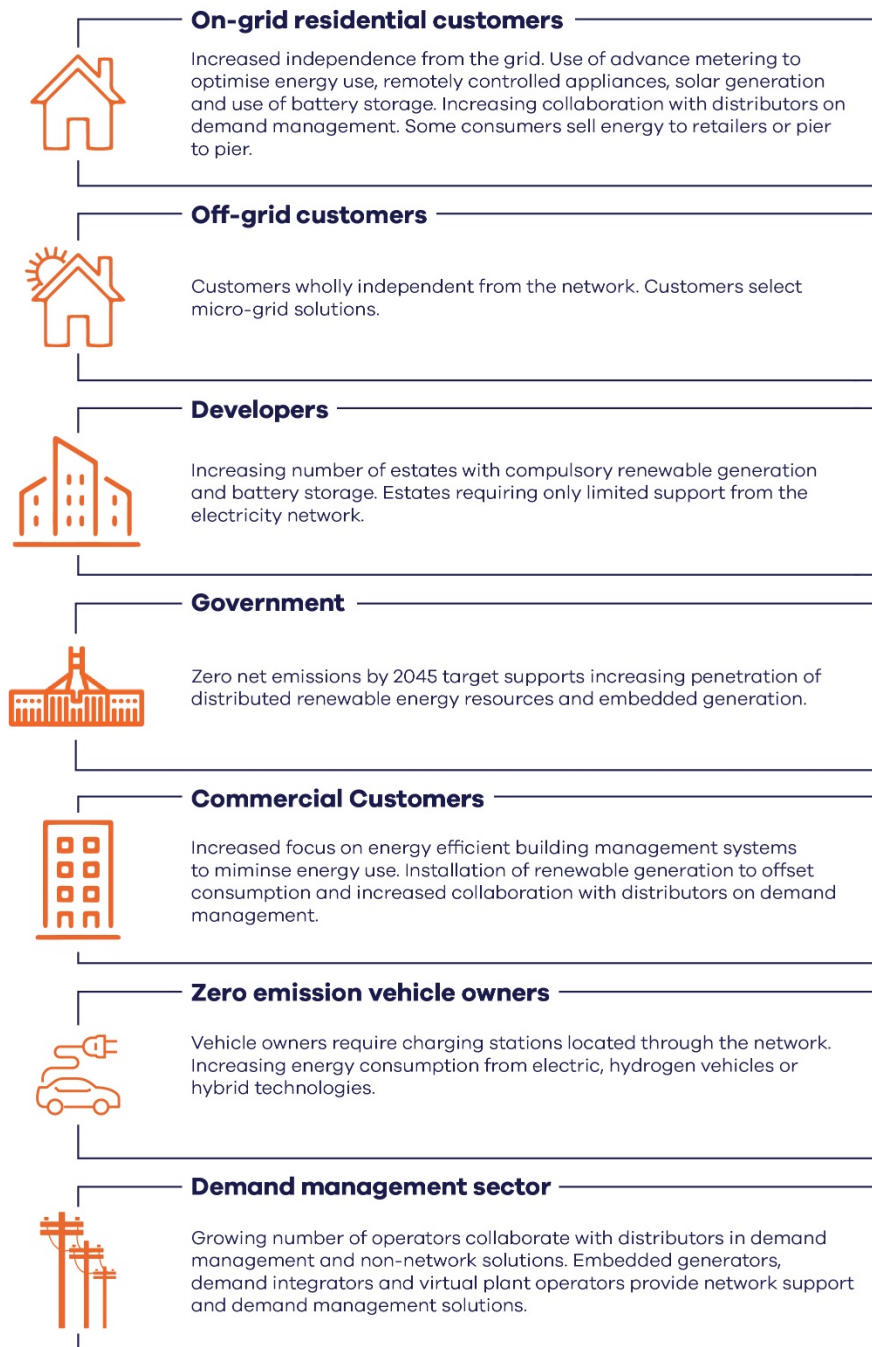 On-grid residential customers
Increased independence from the grid. Use of advance metering to
optimise energy use, remotely controlled appliances, solar generation
and use of battery storage. Increasing collaboration with distributors on
demand management. Some consumers sell energy to retailers or pier
to pier.
Off-grid customers
Customers wholly independent from the network. Customers select
micro-grid solutions.
Developers
Increasing number of estates with compulsory renewable generation
and battery storage. Estates requiring only limited support from the
electricity network.
Government
Zero net emissions by 2045 target supports increasing penetration of
distributed renewable energy resources and embedded generation.
Commercial Customers
Increased focus on energy efficient building management systems
to miminse energy use. Installation of renewable generation to offset
consumption and increased collaboration with distributors on demand
management.
Zero emission vehicle owners
Vehicle owners require charging stations located through the network.
Increasing energy consumption from electric, hydrogen vehicles or
hybrid technologies.
Demand management sector
Growing number of operators collaborate with distributors in demand
management and non-network solutions. Embedded generators,
demand integrators and virtual plant operators provide network support
and demand management solutions.